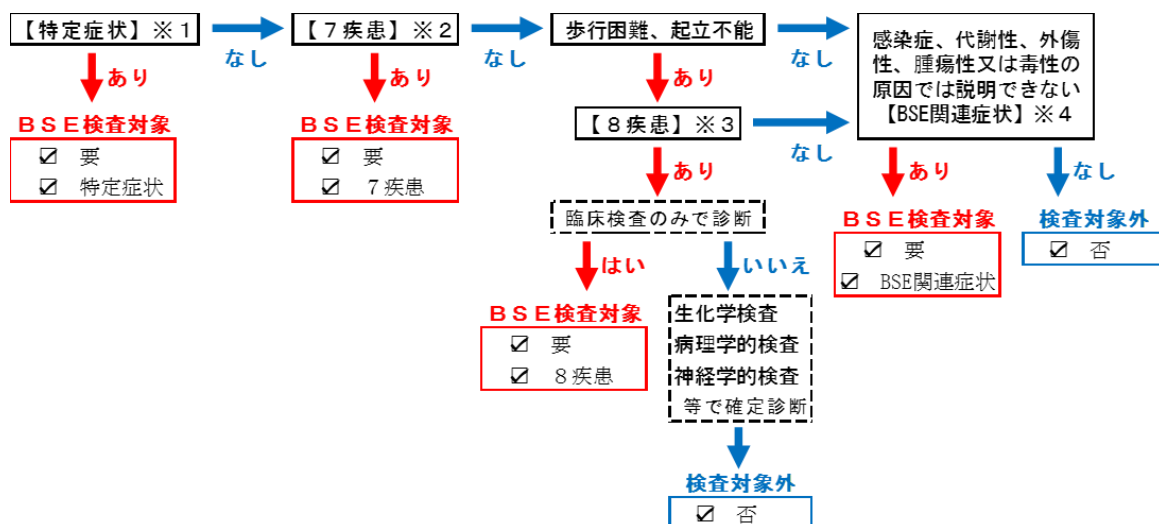 【特定症状】※１
なし
【７疾患】※２
なし
歩行困難、起立不能
なし
感染症、代謝性、外傷
性、腫瘍性又は毒性の
原因では説明できない
【BSE関連症状】※４
あり
あり
あり
ＢＳＥ検査対象
☑ 要
☑ 特定症状
ＢＳＥ検査対象
☑ 要
☑ ７疾患
【８疾患】※３
なし
あり
あり
なし
臨床検査のみで診断
はい
いいえ
ＢＳＥ検査対象
☑ 要
☑ BSE関連症状
検査対象外
☑ 否
ＢＳＥ検査対象
☑ 要
☑ ８疾患
生化学検査
病理学的検査
神経学的検査
等で確定診断
検査対象外
☑ 否